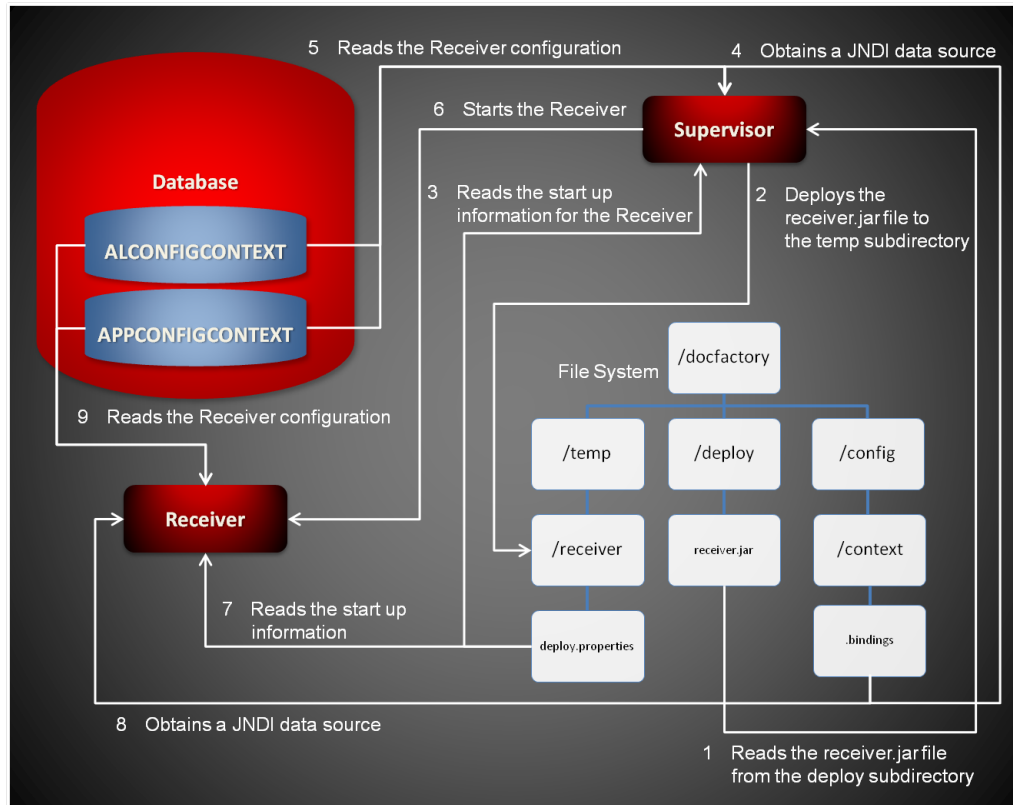 5 Reads the Receiver configuration
4 Obtains a JNDI data source
6 Starts the Receiver
Supervisor
Database
3 Reads the start up
information for the Receiver
2 Deploys the
receiver.jar file to
the temp subdirectory
ALCONFIGCONTEXT
APPCONFIGCONTEXT
File System
/docfactory
9 Reads the Receiver configuration
/temp
/deploy
/config
Receiver
/receiver
receiver.jar
/context
7 Reads the start up
information
deploy.properties
.bindings
8 Obtains a JNDI data source
1 Reads the receiver.jar file
from the deploy subdirectory